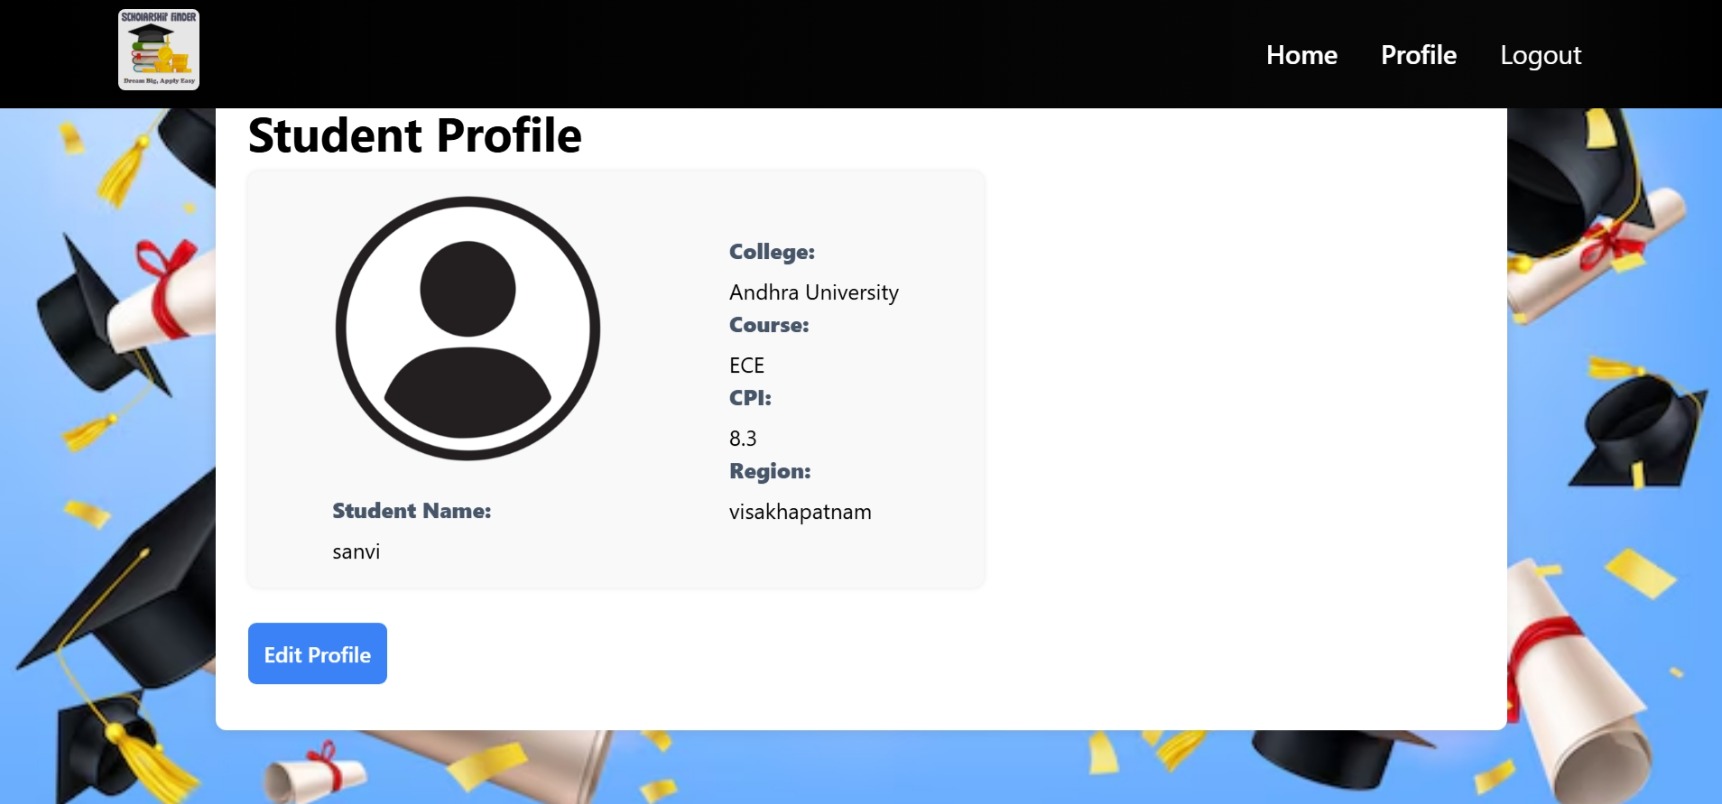 SCHOlARSHIP FINDER
Dream Big, Apply Easy
Home Profile Logout
Student Profile
College:
Andhra University
Course:
ECE
CPI:
8.3
Region:
visakhapatnam
Student Name:
sanvi
Edit Profile